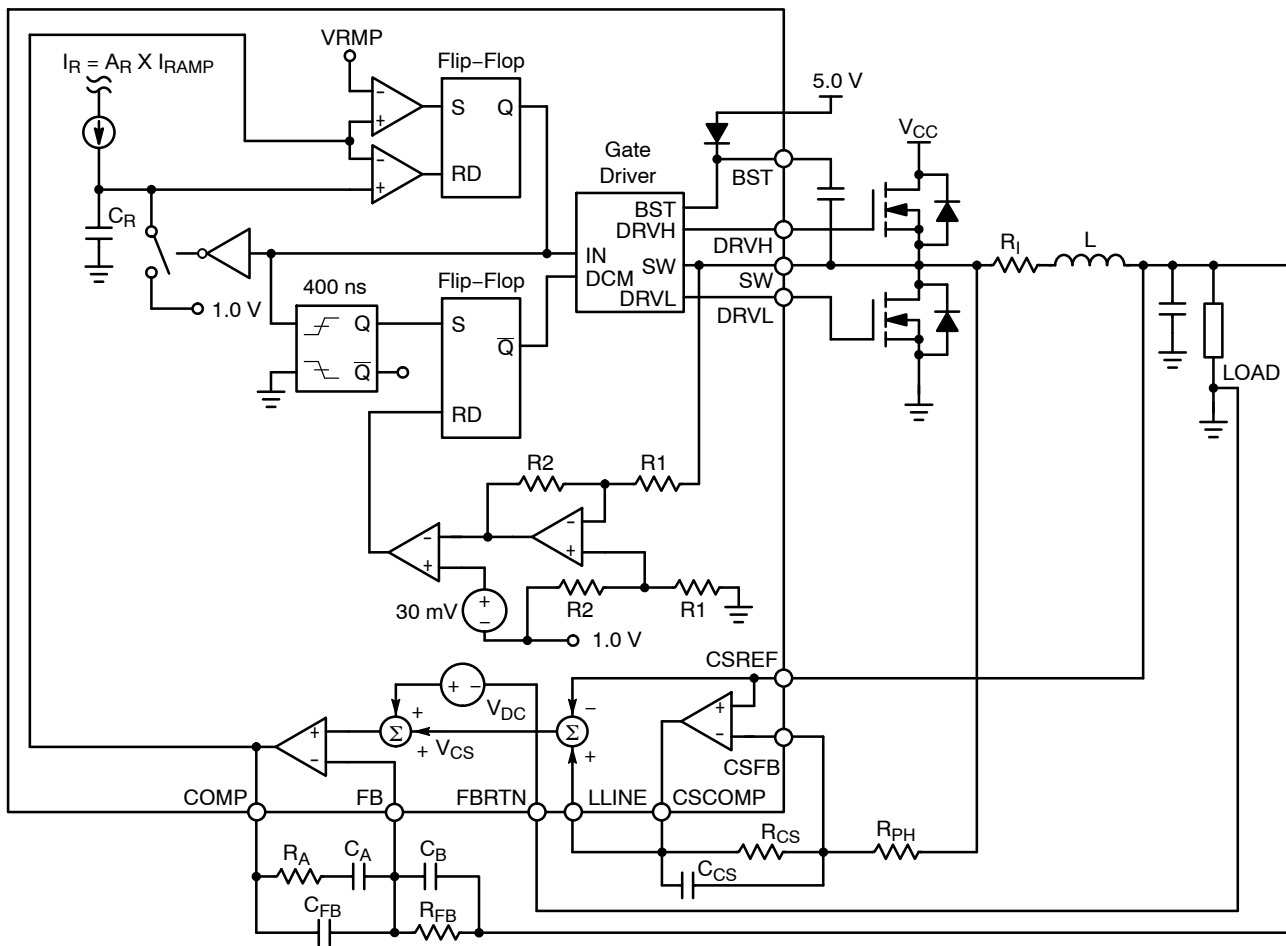 VRMP
I_R = A_R X I_RAMP
Flip–Flop
5.0 V
−
+
S
Q
V_CC
−
+
RD
Gate
Driver
BST
C_R
BST
DRVH
DRVH
R_I
L
IN
SW
DCM
SW
DRVL
DRVL
1.0 V
400 ns
Flip–Flop
Q
S
Q̅
Q̅
LOAD
RD
R2
R1
−
−
+
+
30 mV
+
−
R2
R1
1.0 V
CSREF
+ −
V_DC
−
+
+
Σ
Σ
+
−
−
+
V_CS
+
CSFB
COMP
FB
FBRTN
LLINE
CSCOMP
R_CS
R_PH
R_A
C_A
C_B
C_CS
C_FB
R_FB